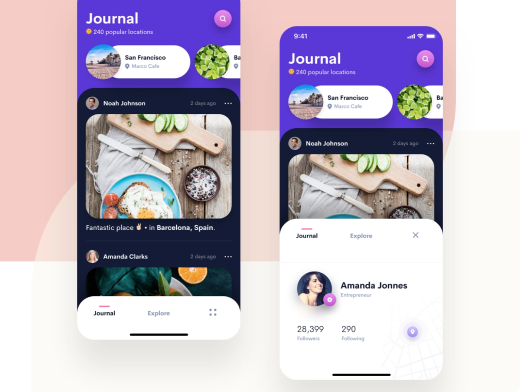 Journal
240 popular locations
San Francisco
Marco Cafe
Ba
Noah Johnson
2 days ago
Fantastic place • in Barcelona, Spain.
Amanda Clarks
2 days ago
Journal
Explore
9:41
Journal
240 popular locations
San Francisco
Marco Cafe
Ba
Noah Johnson
2 days ago
Journal
Explore
Amanda Jonnes
Entrepreneur
28,399
290
Followers
Following